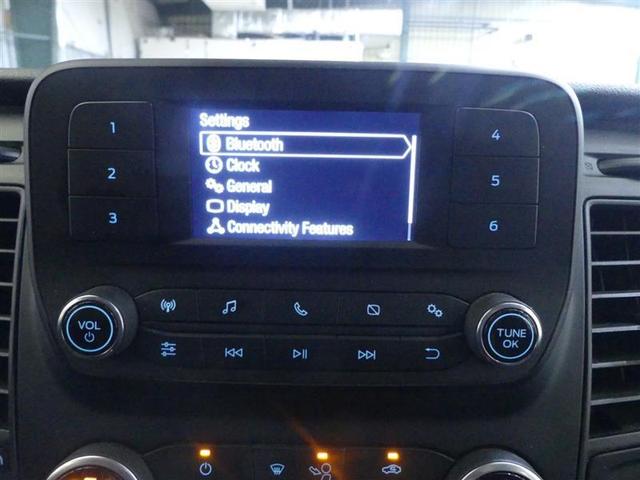 Settings
Bluetooth
Clock
General
Display
Connectivity Features
1
2
3
4
5
6
VOL
TUNE
OK